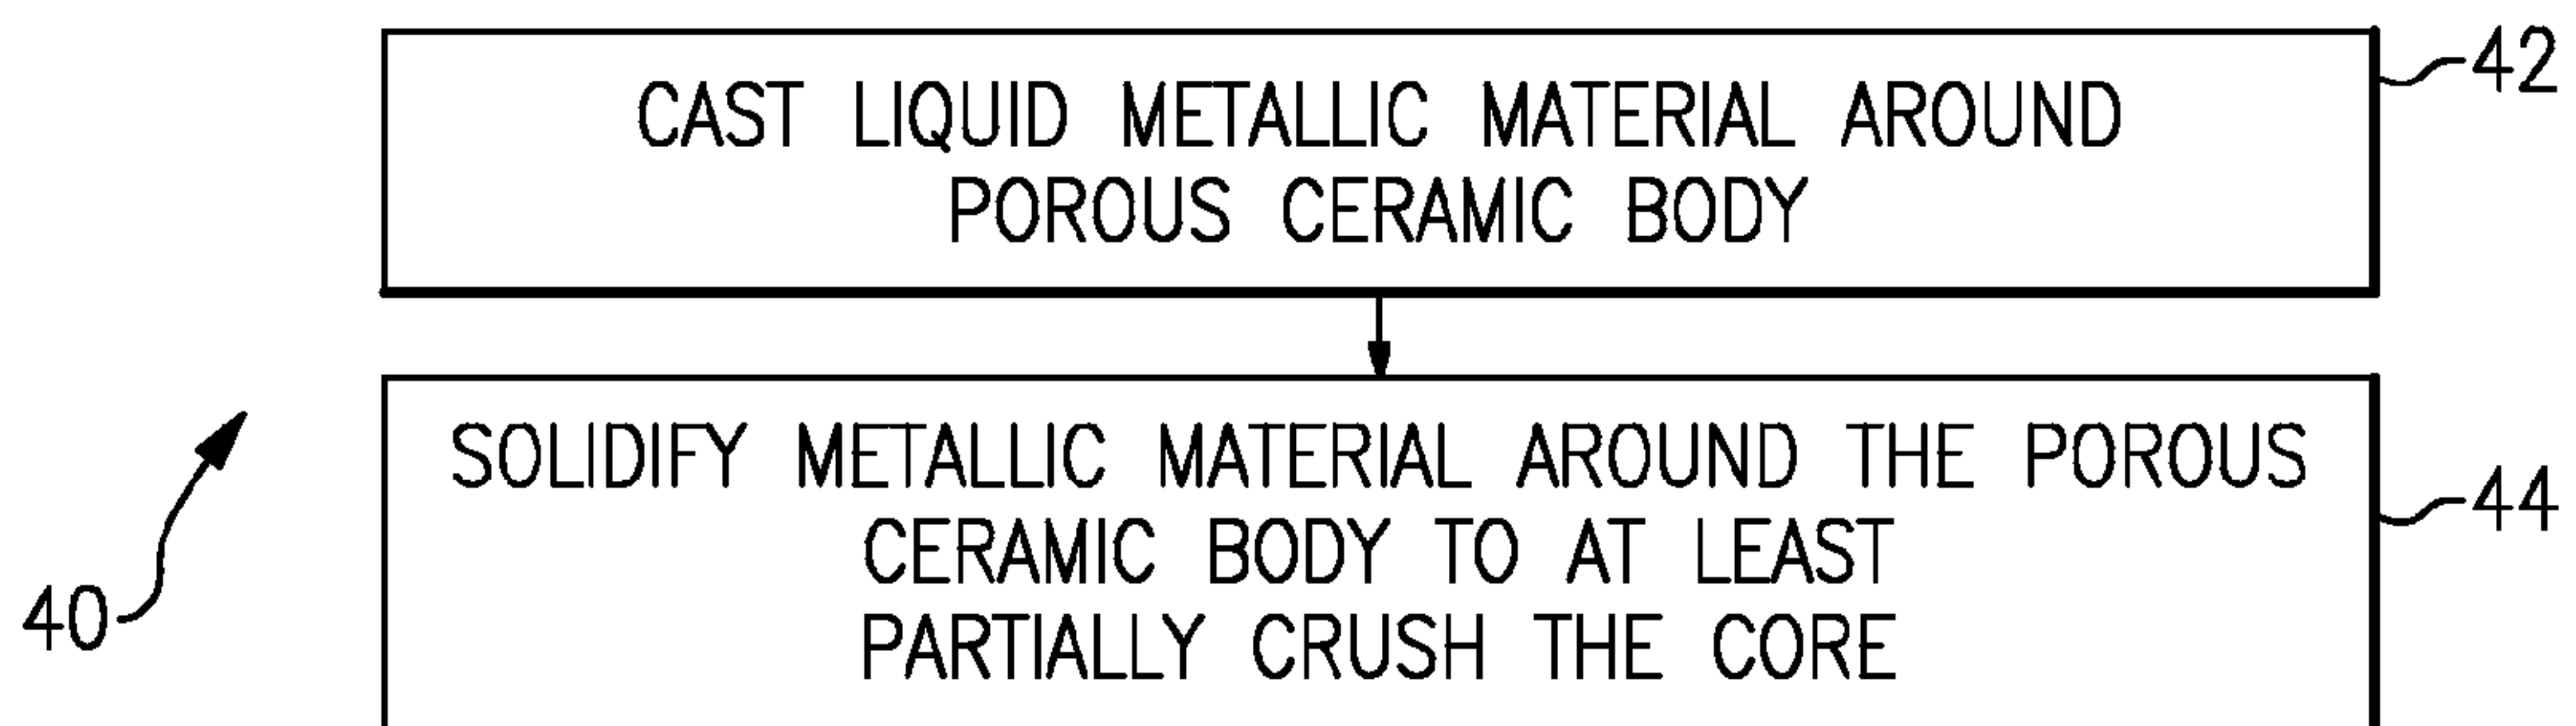 CAST LIQUID METALLIC MATERIAL AROUND
POROUS CERAMIC BODY
42
SOLIDIFY METALLIC MATERIAL AROUND THE POROUS
CERAMIC BODY TO AT LEAST
PARTIALLY CRUSH THE CORE
44
40